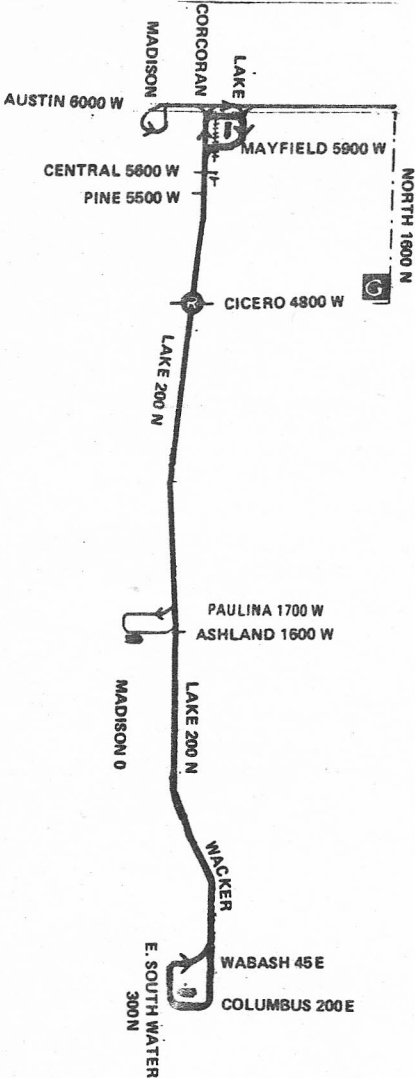 MADISON
CORCORAN
LAKE
AUSTIN 6000 W
MAYFIELD 5900 W
NORTH 1600 N
CENTRAL 5600 W
PINE 5500 W
G
R
CICERO 4800 W
LAKE 200 N
PAULINA 1700 W
ASHLAND 1600 W
MADISON 0
LAKE 200 N
WACKER
WABASH 45 E
COLUMBUS 200 E
E. SOUTH WATER
300 N